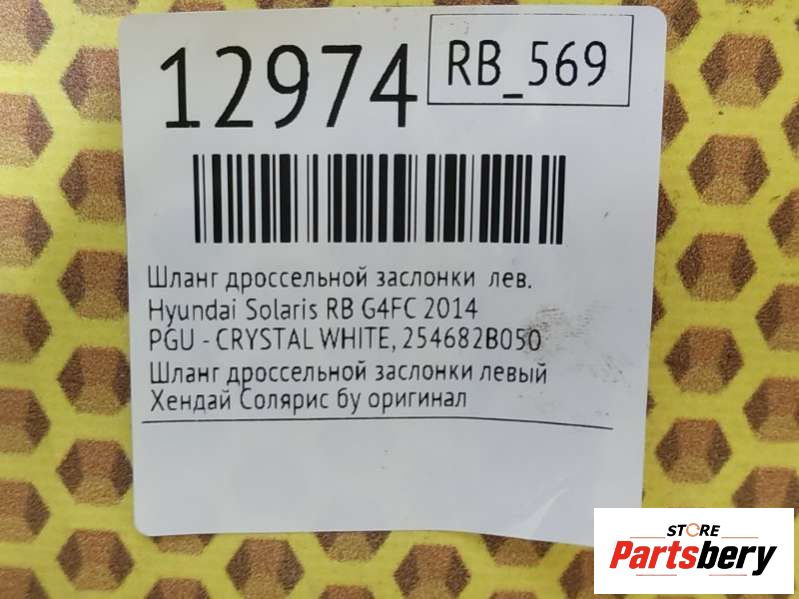 12974
RB_569
Шланг дроссельной заслонки лев.
Hyundai Solaris RB G4FC 2014
PGU - CRYSTAL WHITE, 254682B050
Шланг дроссельной заслонки левый
Хендай Солярис бу оригинал
STORE
Partsbery